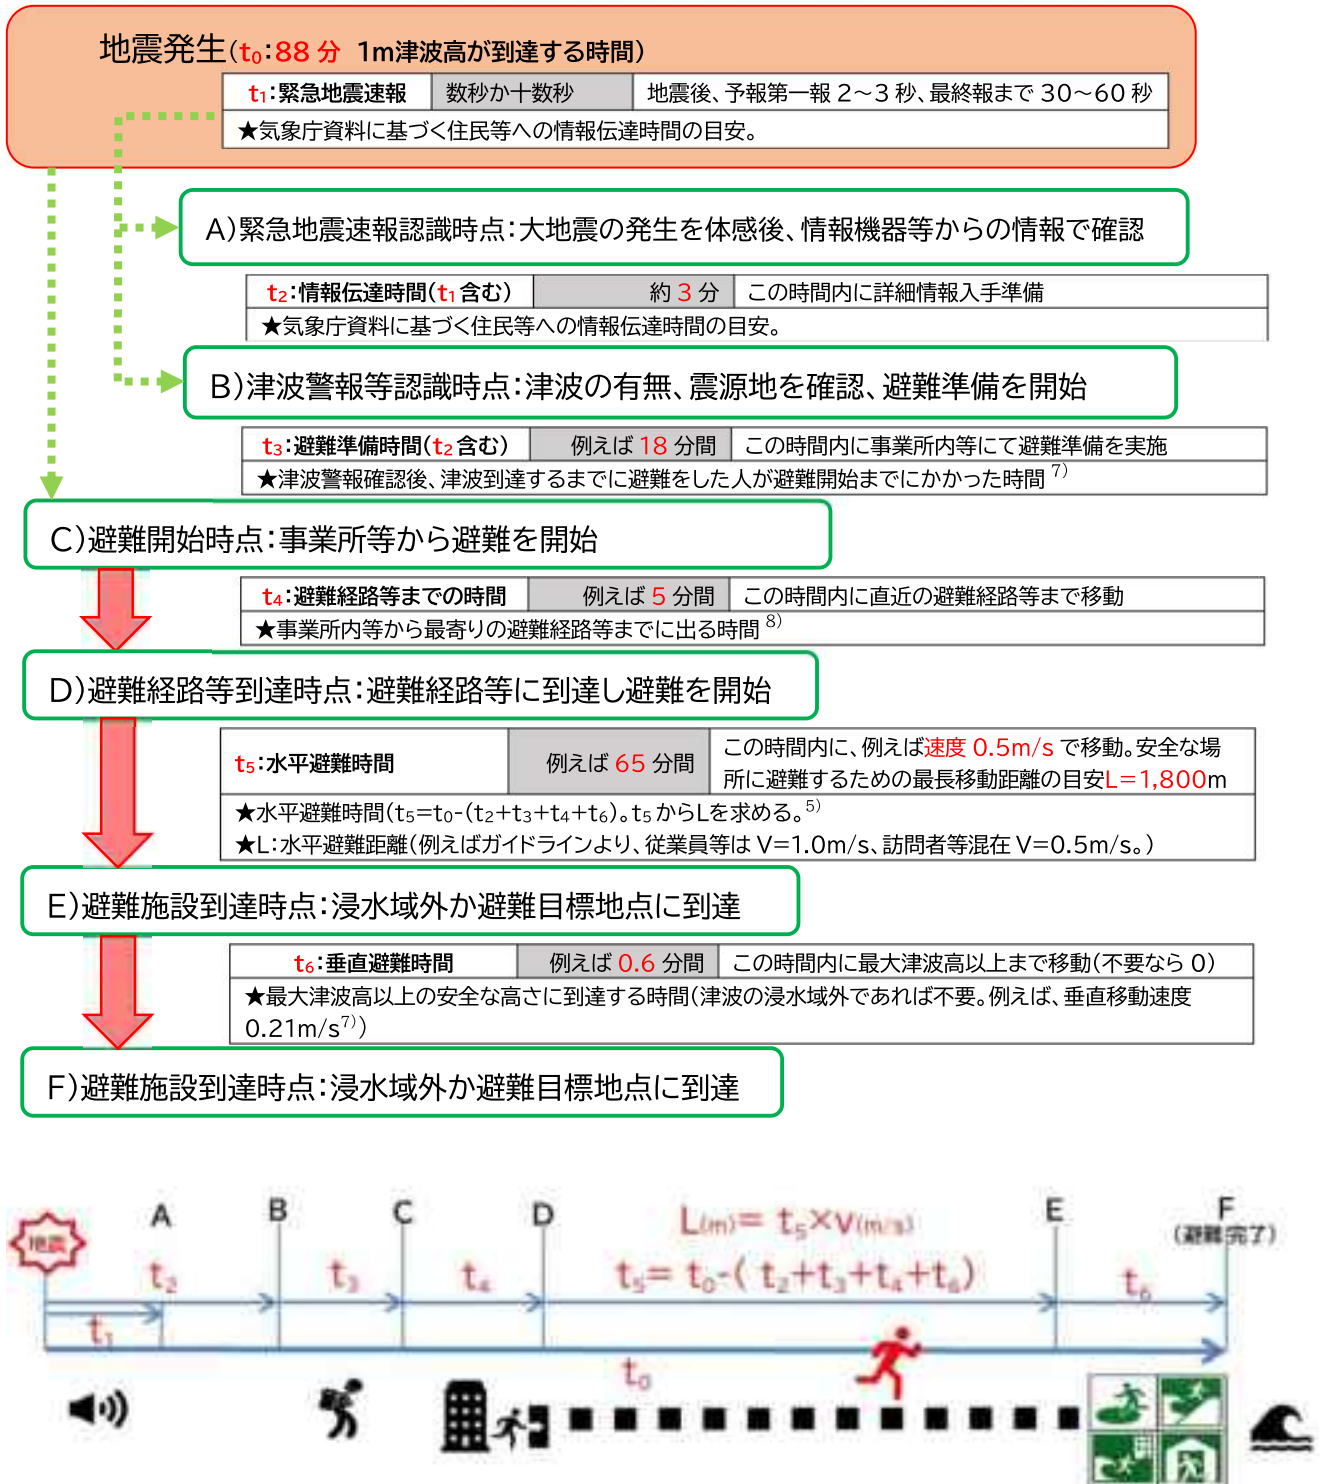 地震発生(t₀:88 分 1m津波高が到達する時間)
t₁:緊急地震速報 数秒か十数秒 地震後、予報第一報 2～3 秒、最終報まで 30～60 秒
★気象庁資料に基づく住民等への情報伝達時間の目安。
A)緊急地震速報認識時点:大地震の発生を体感後、情報機器等からの情報で確認
t₂:情報伝達時間(t₁含む) 約 3 分 この時間内に詳細情報入手準備
★気象庁資料に基づく住民等への情報伝達時間の目安。
B)津波警報等認識時点:津波の有無、震源地を確認、避難準備を開始
t₃:避難準備時間(t₂含む) 例えば 18 分間 この時間内に事業所内等にて避難準備を実施
★津波警報確認後、津波到達するまでに避難をした人が避難開始までにかかった時間 7)
C)避難開始時点:事業所等から避難を開始
t₄:避難経路等までの時間 例えば 5 分間 この時間内に直近の避難経路等まで移動
★事業所内等から最寄りの避難経路等までに出る時間 8)
D)避難経路等到達時点:避難経路等に到達し避難を開始
t₅:水平避難時間 例えば 65 分間 この時間内に、例えば速度 0.5m/s で移動。安全な場
所に避難するための最長移動距離の目安L=1,800m
★水平避難時間(t₅=t₀-(t₂+t₃+t₄+t₆)。t₅からLを求める。5)
★L:水平避難距離(例えばガイドラインより、従業員等は V=1.0m/s、訪問者等混在 V=0.5m/s。)
E)避難施設到達時点:浸水域外か避難目標地点に到達
t₆:垂直避難時間 例えば 0.6 分間 この時間内に最大津波高以上まで移動(不要なら 0)
★最大津波高以上の安全な高さに到達する時間(津波の浸水域外であれば不要。例えば、垂直移動速度
0.21m/s7))
F)避難施設到達時点:浸水域外か避難目標地点に到達
A B C D L(m)= t₅×v(m/s) E F
地震 (避難完了)
t₂ t₃ t₄ t₅= t₀-( t₂+t₃+t₄+t₆) t₆
t₁
t₀